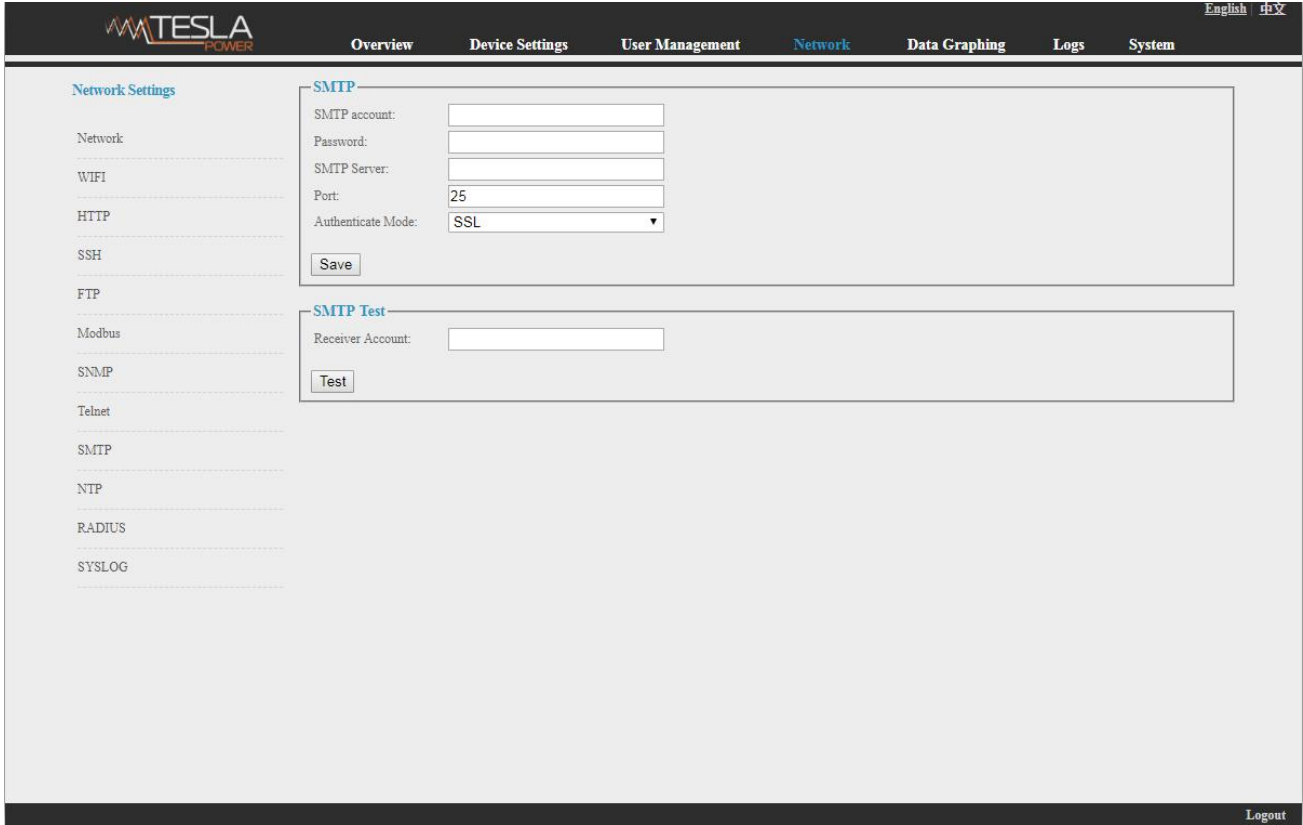 English 中文
TESLA
POWER
Overview Device Settings User Management Network Data Graphing Logs System
Network Settings
Network
WIFI
HTTP
SSH
FTP
Modbus
SNMP
Telnet
SMTP
NTP
RADIUS
SYSLOG
SMTP
SMTP account:
Password:
SMTP Server:
Port: 25
Authenticate Mode: SSL
Save
SMTP Test
Receiver Account:
Test
Logout